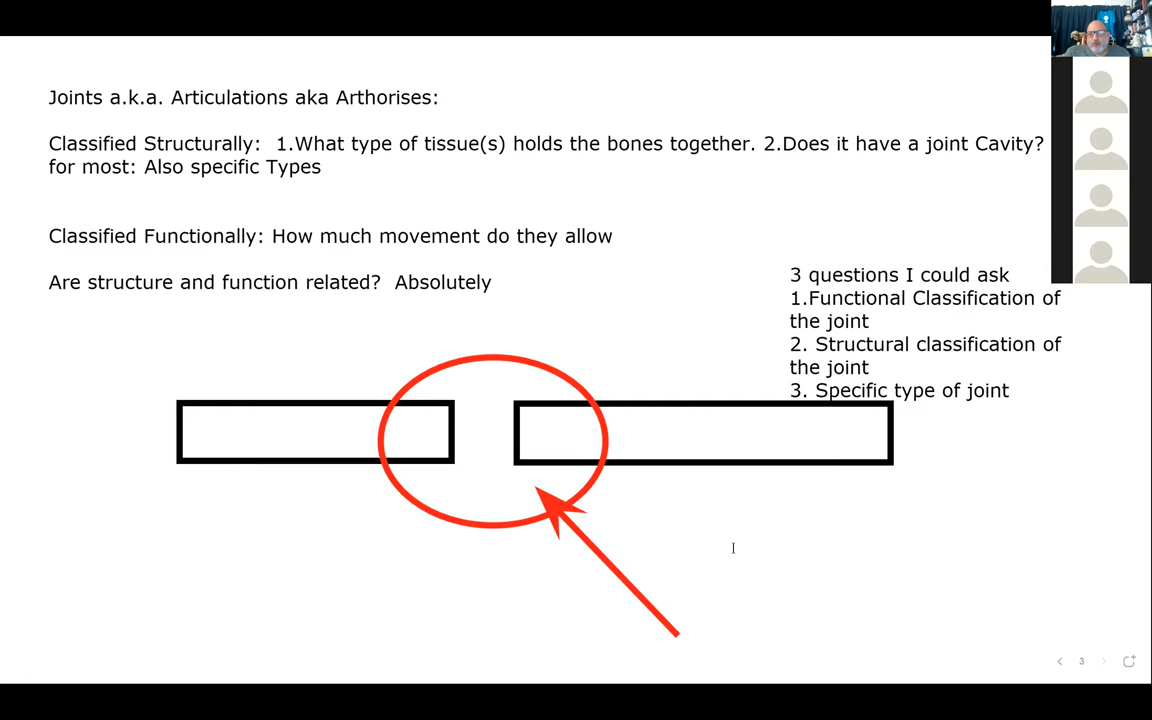 Joints a.k.a. Articulations aka Arthorises:
Classified Structurally: 1.What type of tissue(s) holds the bones together. 2.Does it have a joint Cavity?
for most: Also specific Types
Classified Functionally: How much movement do they allow
Are structure and function related? Absolutely
3 questions I could ask
1.Functional Classification of
the joint
2. Structural classification of
the joint
3. Specific type of joint
3